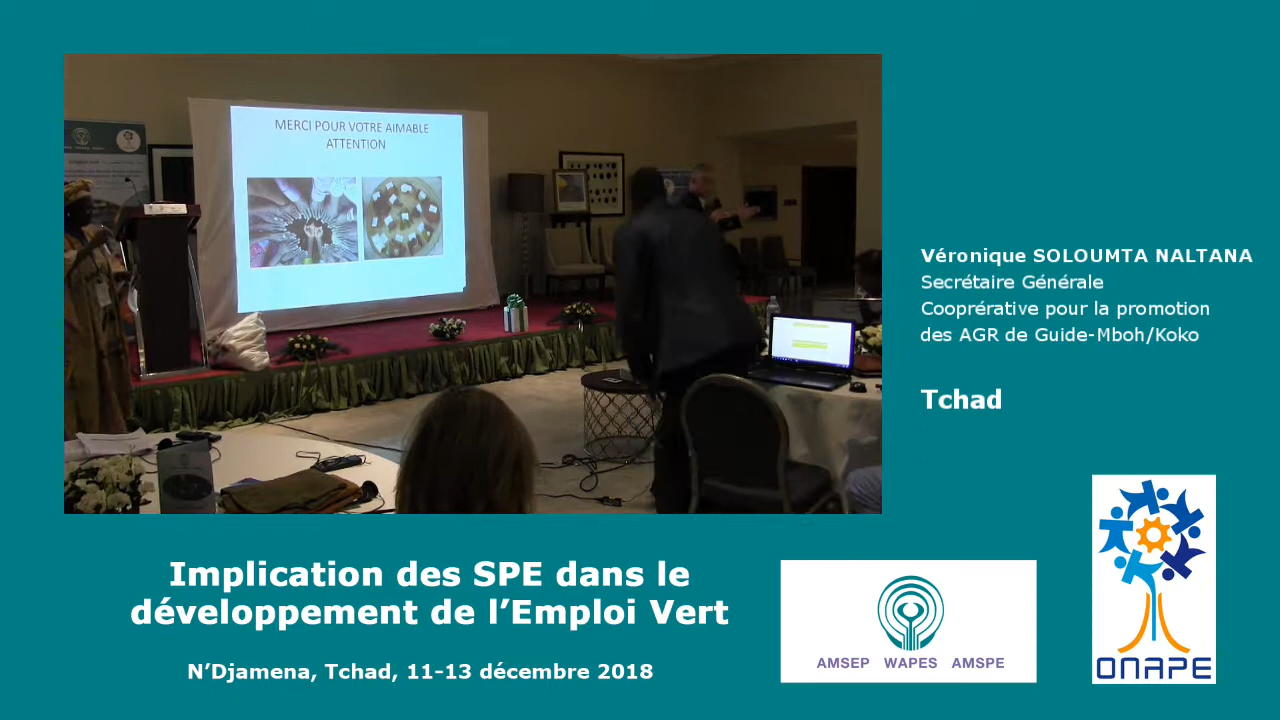 MERCI POUR VOTRE AIMABLE
ATTENTION
Véronique SOLOUMTA NALTANA
Secrétaire Générale
Cooprérative pour la promotion
des AGR de Guide-Mboh/Koko
Tchad
Implication des SPE dans le
développement de l’Emploi Vert
N’Djamena, Tchad, 11-13 décembre 2018
AMSEP WAPES AMSPE
ONAPE